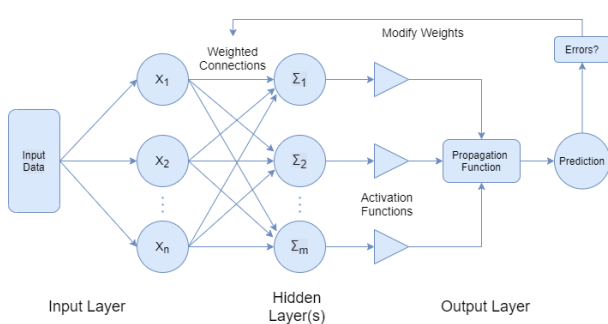 Modify Weights
Errors?
Weighted
Connections
X1
Σ1
Input
Data
X2
Σ2
Propagation
Function
Prediction
Activation
Functions
Xn
Σm
Input Layer
Hidden
Layer(s)
Output Layer